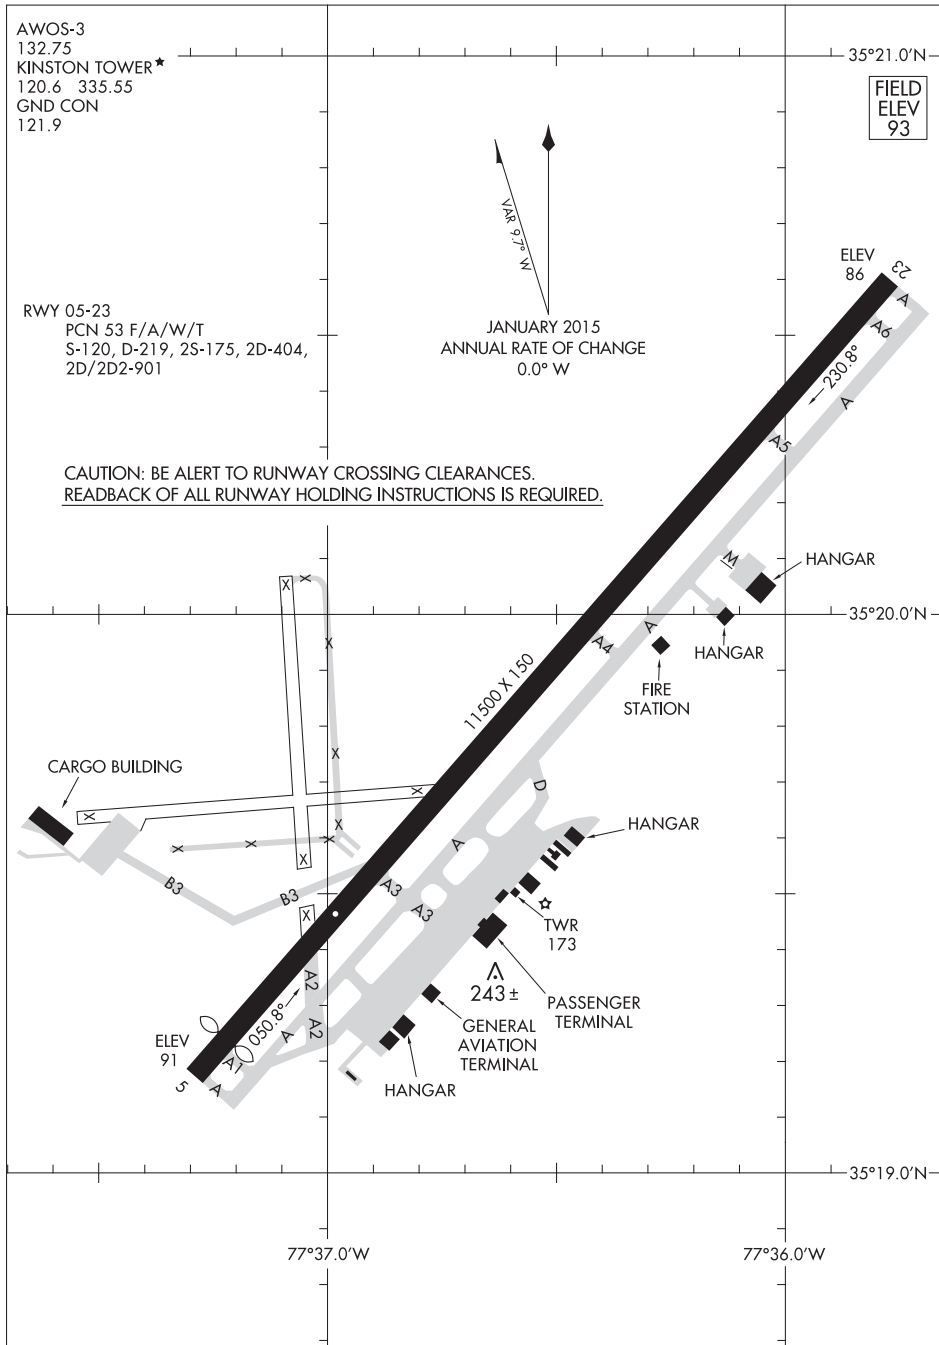 AWOS-3
132.75
KINSTON TOWER★
120.6 335.55
GND CON
121.9
35°21.0'N
FIELD
ELEV
93
VAR 9.7° W
JANUARY 2015
ANNUAL RATE OF CHANGE
0.0° W
ELEV
86
23
A
A6
RWY 05-23
PCN 53 F/A/W/T
S-120, D-219, 2S-175, 2D-404,
2D/2D2-901
230.8°
A
A5
CAUTION: BE ALERT TO RUNWAY CROSSING CLEARANCES.
READBACK OF ALL RUNWAY HOLDING INSTRUCTIONS IS REQUIRED.
M
HANGAR
X
X
35°20.0'N
A
A4
X
HANGAR
FIRE
STATION
11500 X 150
X
CARGO BUILDING
D
X
X
X
HANGAR
X
X
X
A
X
B3
B3
A3
A3
X
TWR
173
A2
243 ±
PASSENGER
TERMINAL
050.8°
A2
A
GENERAL
AVIATION
TERMINAL
ELEV
91
A1
A
5
HANGAR
35°19.0'N
77°37.0'W
77°36.0'W